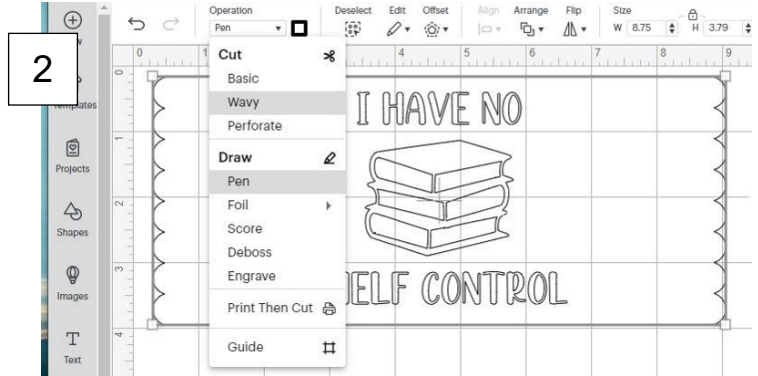 Operation Deselect Edit Offset Align Arrange Flip Size
Pen W 8.75 H 3.79
2
Templates
Projects
Shapes
Images
Text
Cut
Basic
Wavy
Perforate
Draw
Pen
Foil
Score
Deboss
Engrave
Print Then Cut
Guide
0 1 4 5 6 7 8 9
0
1
2
3
4
I HAVE NO
ELF CONTROL